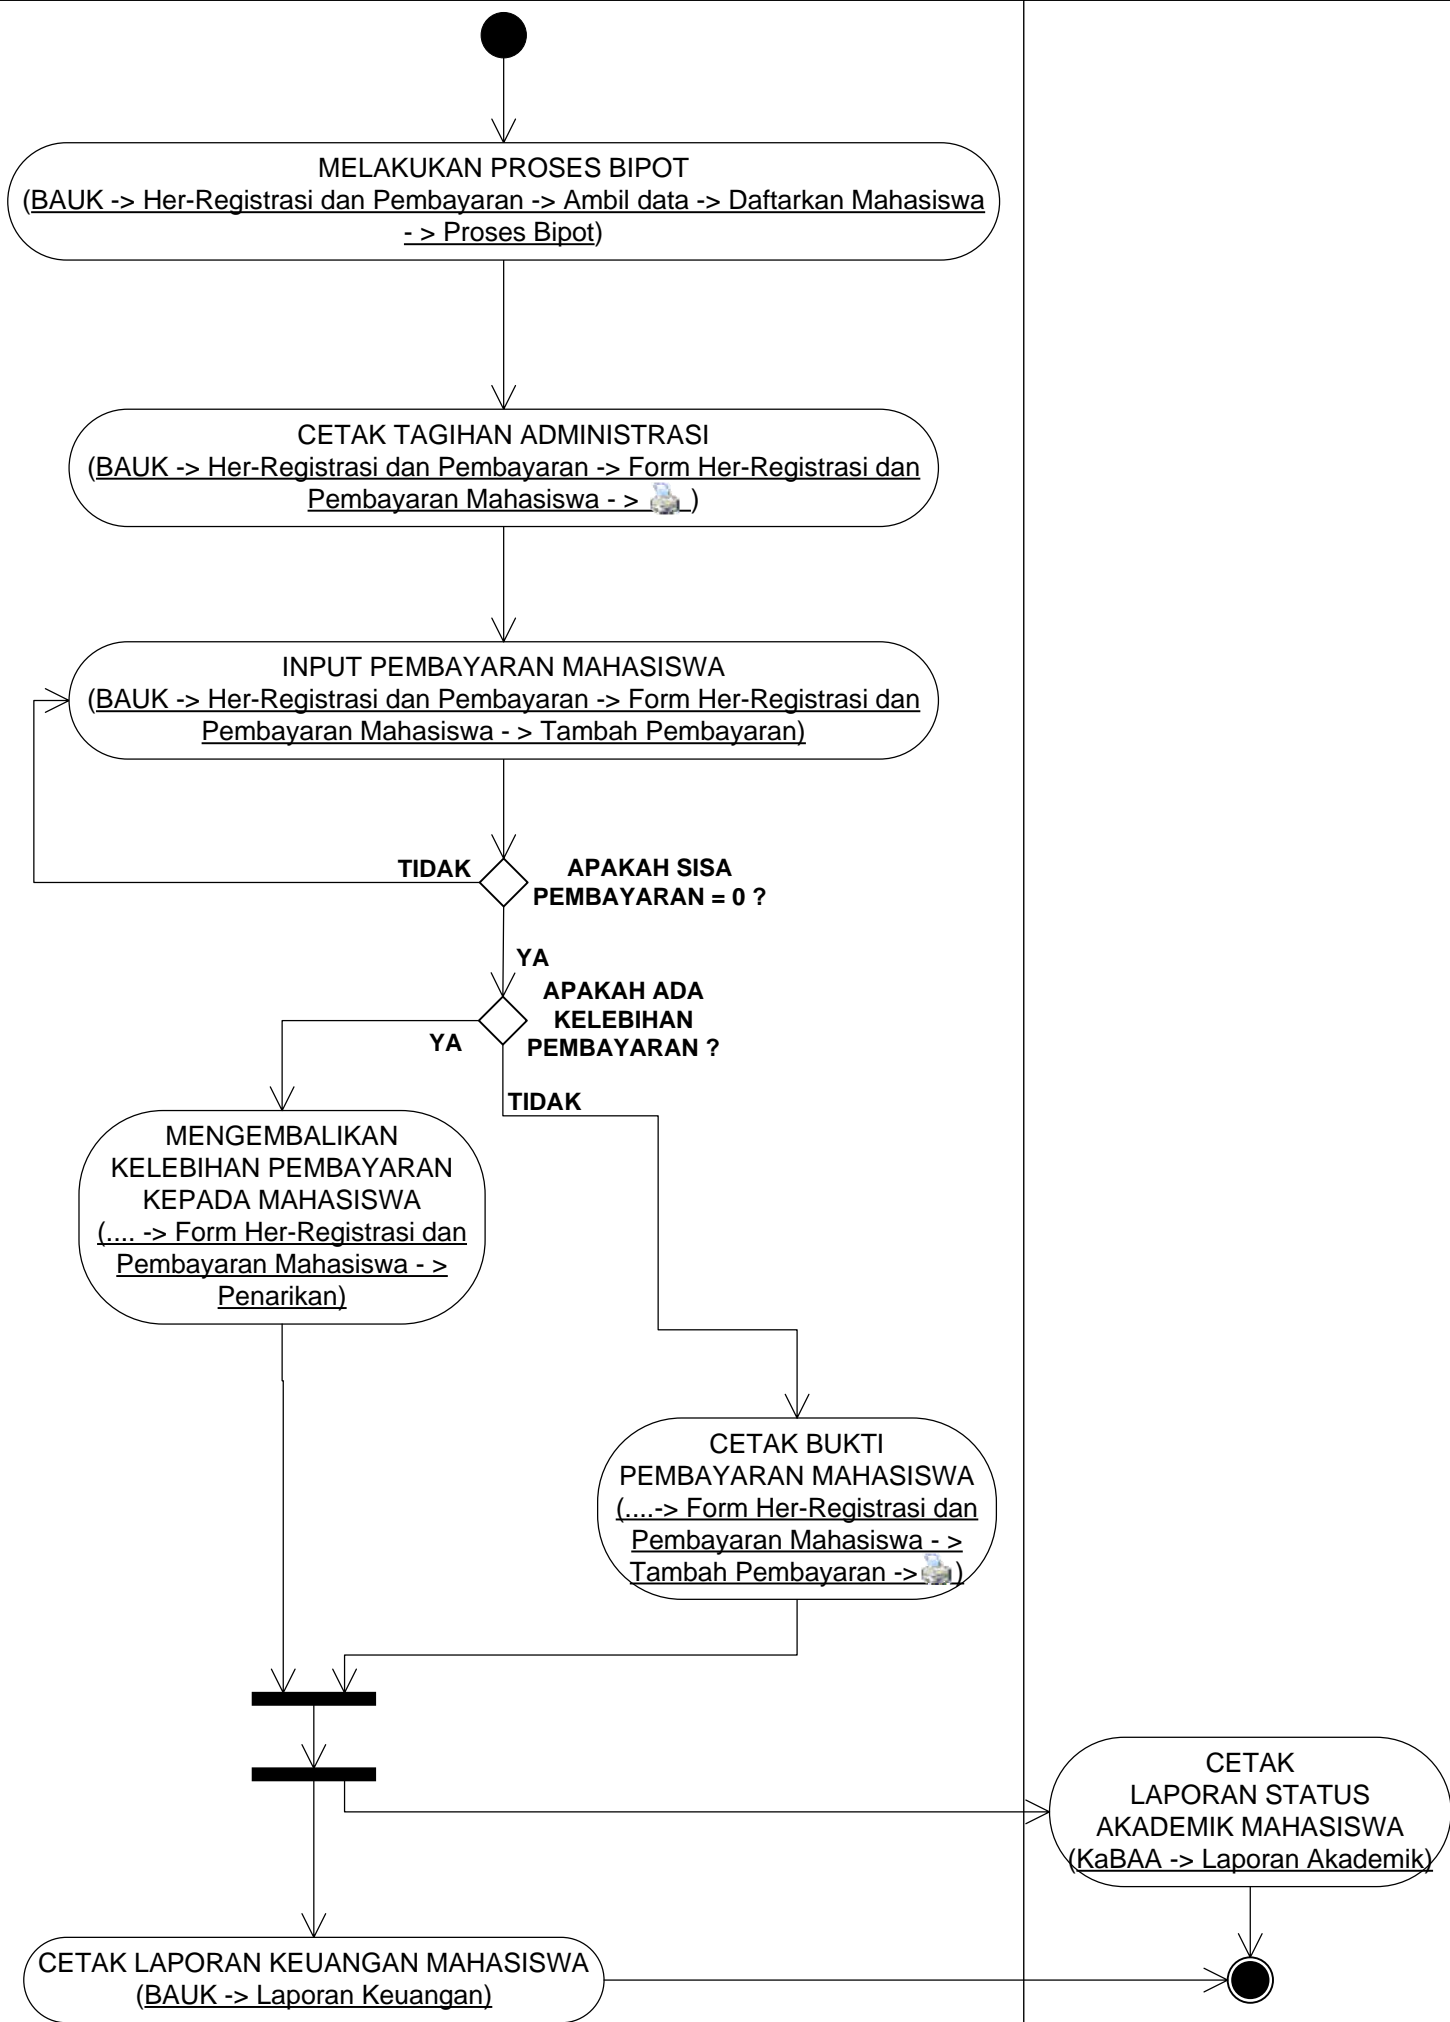 MELAKUKAN PROSES BIPOT
(BAUK -> Her-Registrasi dan Pembayaran -> Ambil data -> Daftarkan Mahasiswa
- > Proses Bipot)
CETAK TAGIHAN ADMINISTRASI
(BAUK -> Her-Registrasi dan Pembayaran -> Form Her-Registrasi dan
Pembayaran Mahasiswa - > )
INPUT PEMBAYARAN MAHASISWA
(BAUK -> Her-Registrasi dan Pembayaran -> Form Her-Registrasi dan
Pembayaran Mahasiswa - > Tambah Pembayaran)
TIDAK
APAKAH SISA
PEMBAYARAN = 0 ?
YA
APAKAH ADA
KELEBIHAN
PEMBAYARAN ?
YA
TIDAK
MENGEMBALIKAN
KELEBIHAN PEMBAYARAN
KEPADA MAHASISWA
(.... -> Form Her-Registrasi dan
Pembayaran Mahasiswa - >
Penarikan)
CETAK BUKTI
PEMBAYARAN MAHASISWA
(....-> Form Her-Registrasi dan
Pembayaran Mahasiswa - >
Tambah Pembayaran -> )
CETAK
LAPORAN STATUS
AKADEMIK MAHASISWA
(KaBAA -> Laporan Akademik)
CETAK LAPORAN KEUANGAN MAHASISWA
(BAUK -> Laporan Keuangan)